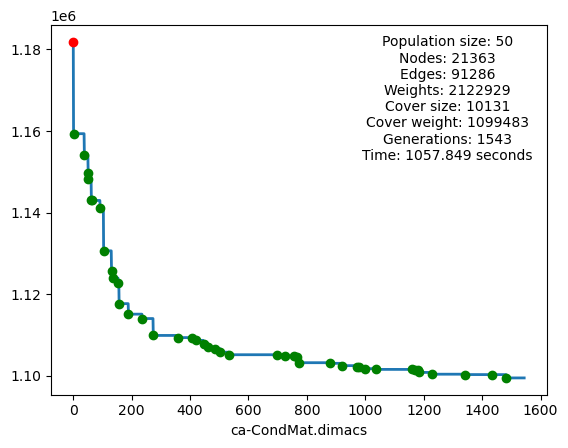 1e6
Population size: 50
Nodes: 21363
Edges: 91286
Weights: 2122929
Cover size: 10131
Cover weight: 1099483
Generations: 1543
Time: 1057.849 seconds
1.18
1.16
1.14
1.12
1.10
0 200 400 600 800 1000 1200 1400 1600
ca-CondMat.dimacs